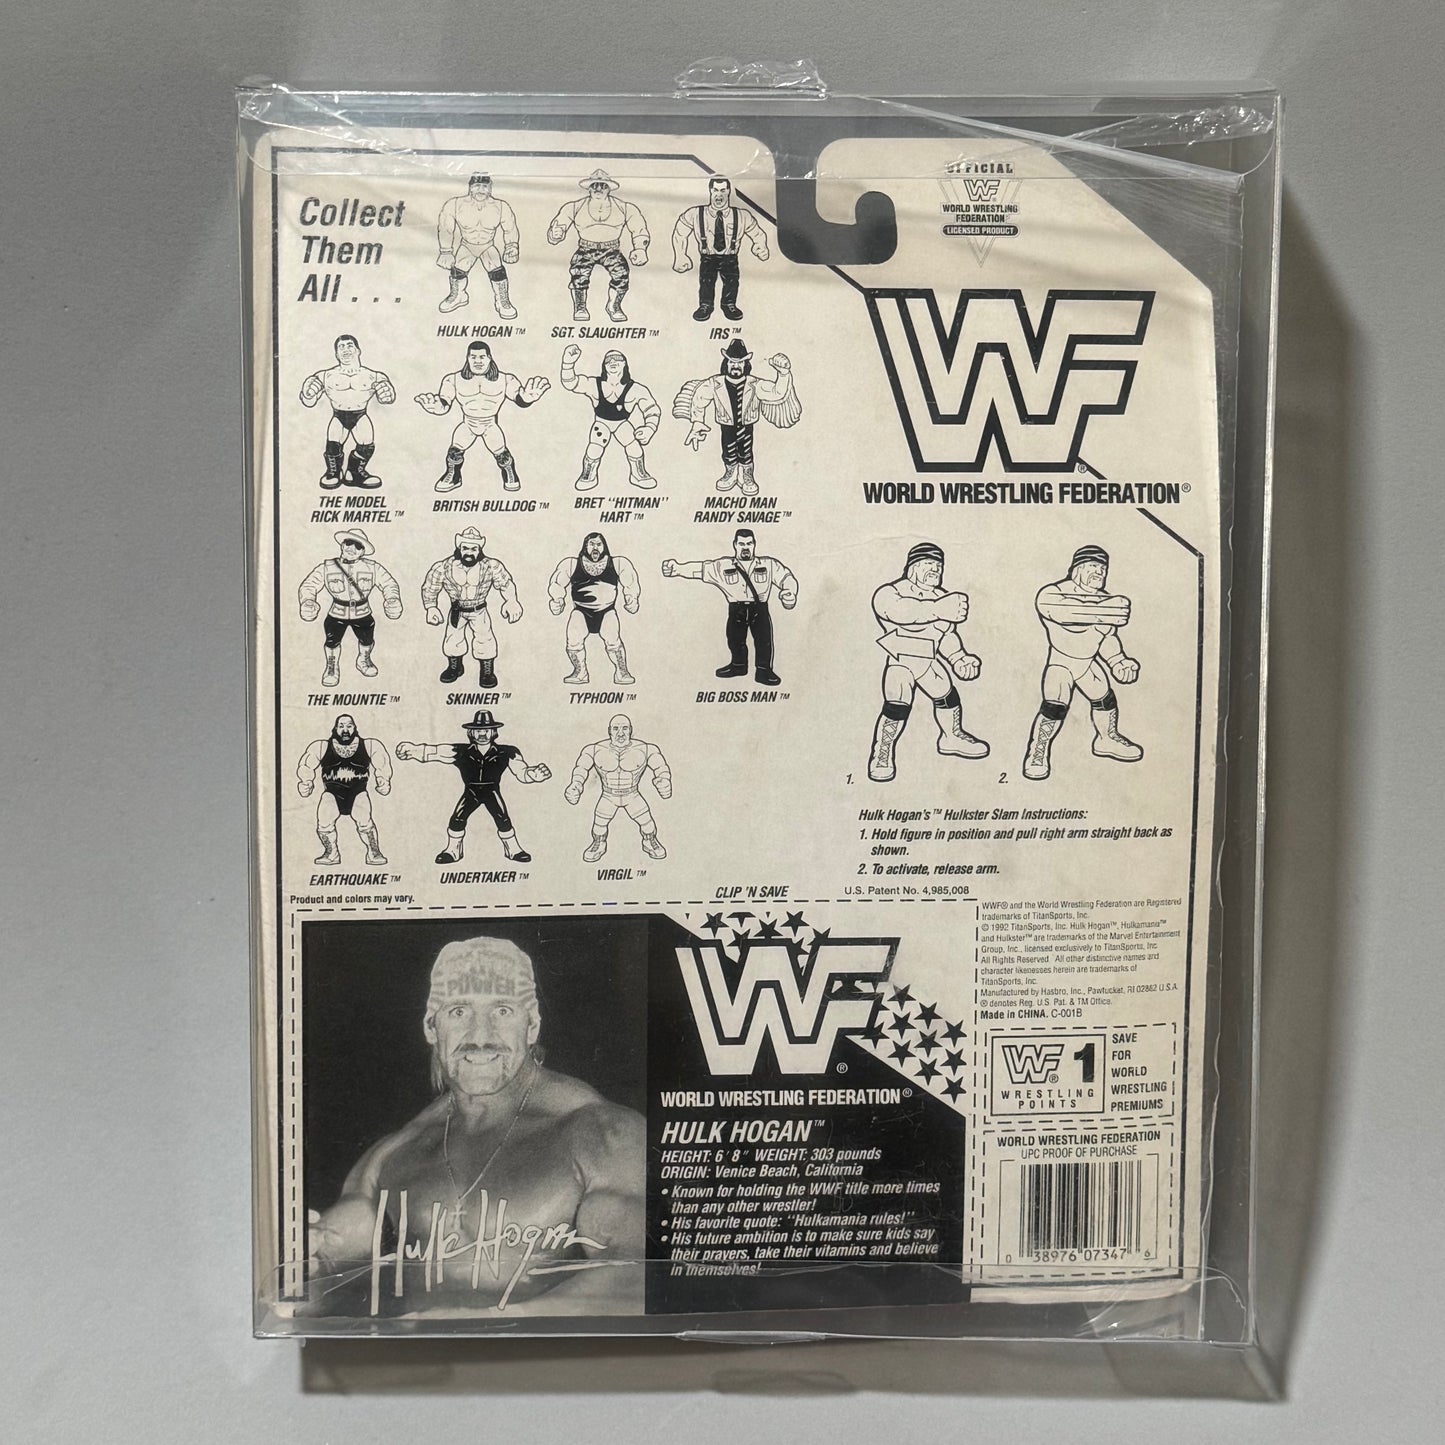 Collect
Them
All . . .
OFFICIAL
WF
WORLD WRESTLING
FEDERATION
LICENSED PRODUCT
HULK HOGAN™
SGT. SLAUGHTER™
IRS™
THE MODEL
RICK MARTEL™
BRITISH BULLDOG™
BRET "HITMAN"
HART™
MACHO MAN
RANDY SAVAGE™
THE MOUNTIE™
SKINNER™
TYPHOON™
BIG BOSS MAN™
EARTHQUAKE™
UNDERTAKER™
VIRGIL™
Product and colors may vary.
WF®
WORLD WRESTLING FEDERATION®
1.
2.
Hulk Hogan's™ Hulkster Slam Instructions:
1. Hold figure in position and pull right arm straight back as
shown.
2. To activate, release arm.
CLIP 'N SAVE
U.S. Patent No. 4,985,008
WWF® and the World Wrestling Federation are Registered
trademarks of TitanSports, Inc.
© 1992 TitanSports, Inc. Hulk Hogan™, Hulkamania™
and Hulkster™ are trademarks of the Marvel Entertainment
Group, Inc., licensed exclusively to TitanSports, Inc.
All Rights Reserved. All other distinctive names and
character likenesses herein are trademarks of
TitanSports, Inc.
Manufactured by Hasbro, Inc., Pawtucket, RI 02862 U.S.A.
® denotes Reg. U.S. Pat. & TM Office.
Made in CHINA. C-001B
POWER
Hulk Hogan
WF®
WORLD WRESTLING FEDERATION®
HULK HOGAN™
HEIGHT: 6' 8" WEIGHT: 303 pounds
ORIGIN: Venice Beach, California
• Known for holding the WWF title more times
than any other wrestler!
• His favorite quote: "Hulkamania rules!"
• His future ambition is to make sure kids say
their prayers, take their vitamins and believe
in themselves!
WF® 1
WRESTLING
POINTS
SAVE
FOR
WORLD
WRESTLING
PREMIUMS
WORLD WRESTLING FEDERATION
UPC PROOF OF PURCHASE
0 38976 07347 6